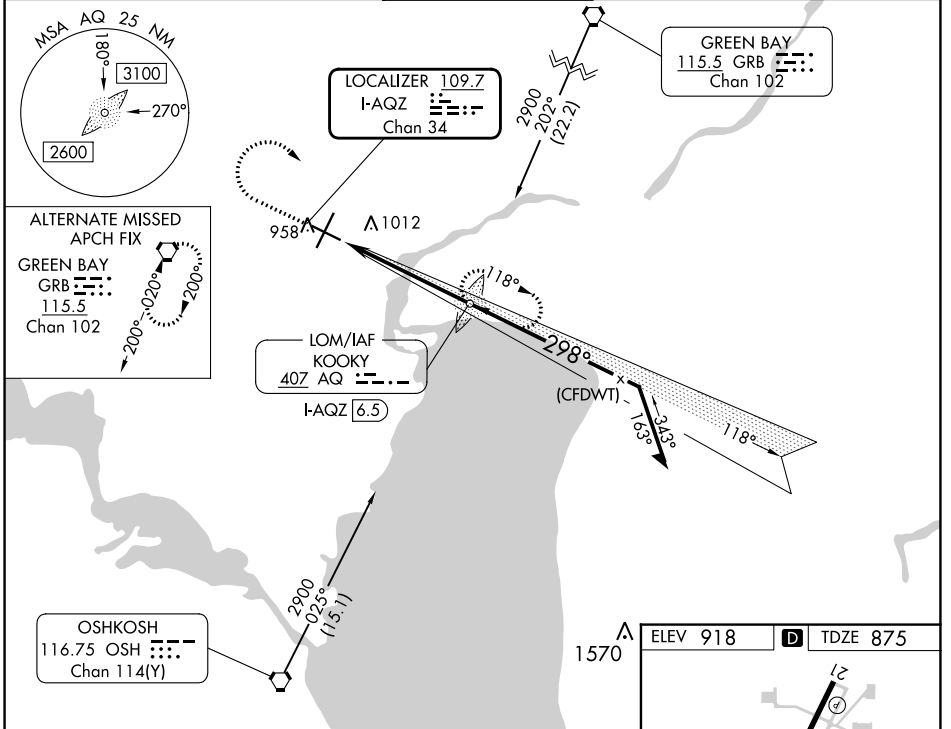 MSA AQ 25 NM
180°
3100
270°
2600
LOCALIZER 109.7
I-AQZ
Chan 34
GREEN BAY
115.5 GRB
Chan 102
2900
202°
(22.2)
958
1012
ALTERNATE MISSED
APCH FIX
GREEN BAY
GRB
115.5
Chan 102
020°
200°
200°
118°
LOM/IAF
KOOKY
407 AQ
I-AQZ 6.5
298°
x
(CFDWT)
343°
163°
118°
2900
025°
(15.1)
OSHKOSH
116.75 OSH
Chan 114(Y)
1570
ELEV 918 D TDZE 875
21
P